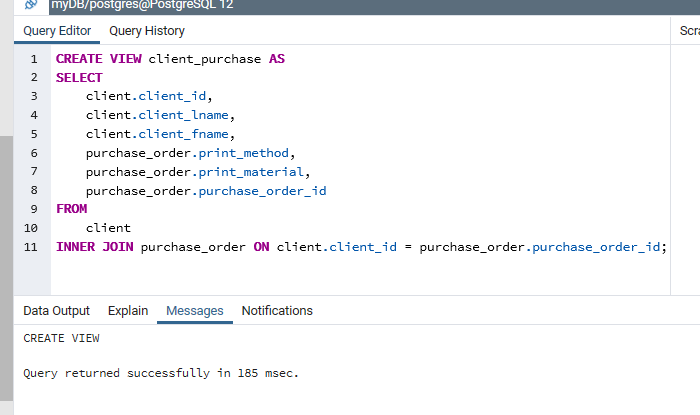 myDB/postgres@PostgreSQL 12
Query Editor Query History
1 CREATE VIEW client_purchase AS
2 SELECT
3 client.client_id,
4 client.client_lname,
5 client.client_fname,
6 purchase_order.print_method,
7 purchase_order.print_material,
8 purchase_order.purchase_order_id
9 FROM
10 client
11 INNER JOIN purchase_order ON client.client_id = purchase_order.purchase_order_id;
Data Output Explain Messages Notifications
CREATE VIEW
Query returned successfully in 185 msec.